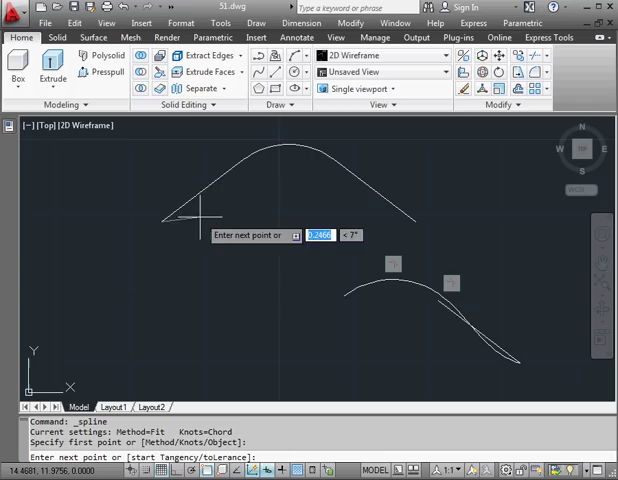 51.dwg
Type a keyword or phrase
Sign In
File Edit View Insert Format Tools Draw Dimension Modify Window Express Parametric
Home Solid Surface Mesh Render Parametric Insert Annotate View Manage Output Plug-ins Online Express Tools
Box
Extrude
Polysolid
Presspull
Modeling
Extract Edges
Extrude Faces
Separate
Solid Editing
Draw
2D Wireframe
Unsaved View
Single viewport
View
Modify
[−][Top][2D Wireframe]
N
W TOP E
S
WCS
Enter next point or
0.2466
< 7°
Y
X
Model Layout1 Layout2
Command: _spline
Current settings: Method=Fit   Knots=Chord
Specify first point or [Method/Knots/Object]:
Enter next point or [start Tangency/toLerance]:
14.4681, 11.9756, 0.0000
MODEL
1:1